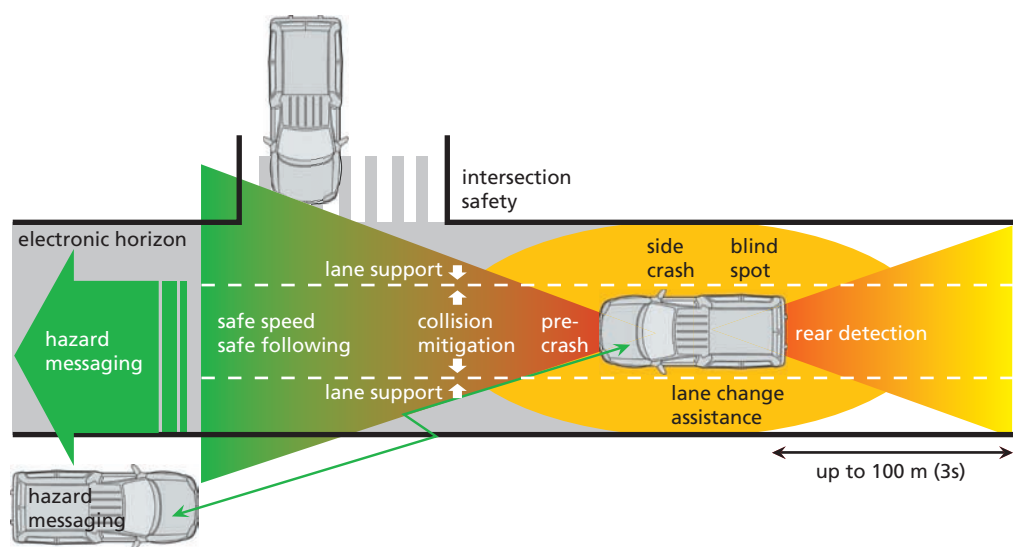 intersection
safety
electronic horizon
side
crash
blind
spot
lane support
hazard
messaging
safe speed
safe following
collision
mitigation
pre-
crash
rear detection
lane support
lane change
assistance
up to 100 m (3s)
hazard
messaging